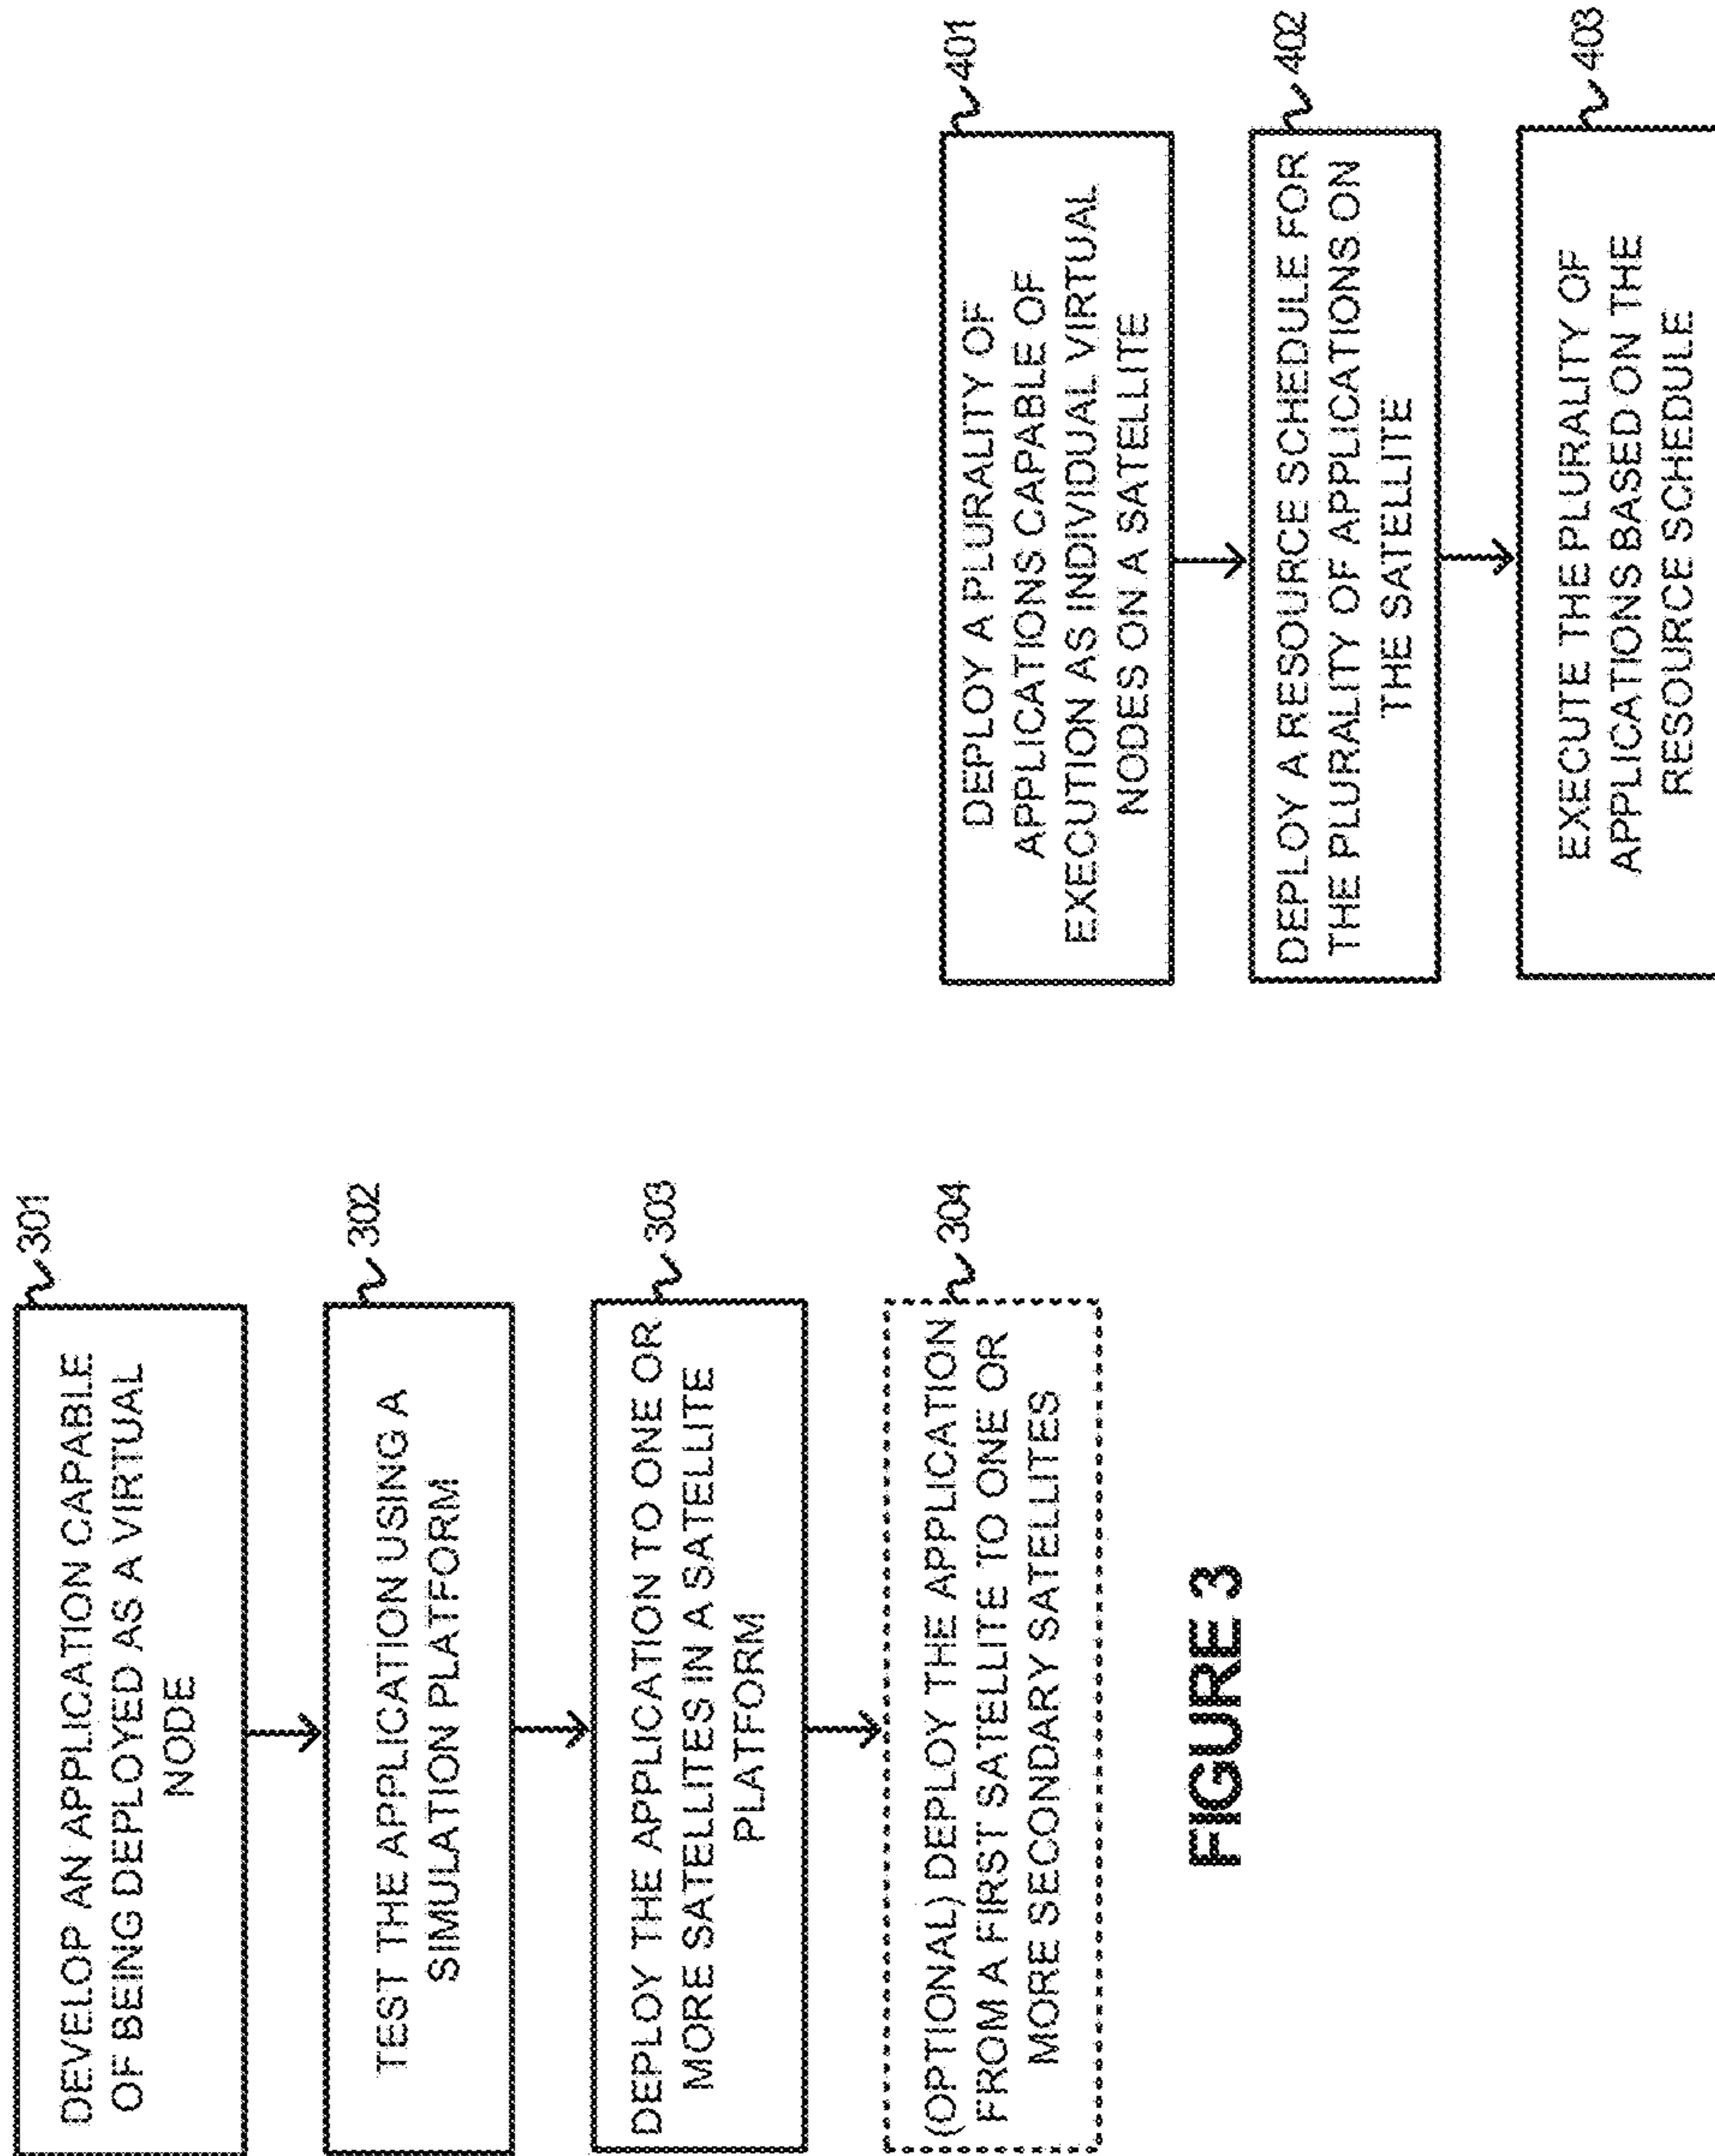 301
DEVELOP AN APPLICATION CAPABLE
OF BEING DEPLOYED AS A VIRTUAL
NODE
302
TEST THE APPLICATION USING A
SIMULATION PLATFORM
303
DEPLOY THE APPLICATION TO ONE OR
MORE SATELLITES IN A SATELLITE
PLATFORM
304
(OPTIONAL) DEPLOY THE APPLICATION
FROM A FIRST SATELLITE TO ONE OR
MORE SECONDARY SATELLITES
FIGURE 3
401
DEPLOY A PLURALITY OF
APPLICATIONS CAPABLE OF
EXECUTION AS INDIVIDUAL VIRTUAL
NODES ON A SATELLITE
402
DEPLOY A RESOURCE SCHEDULE FOR
THE PLURALITY OF APPLICATIONS ON
THE SATELLITE
403
EXECUTE THE PLURALITY OF
APPLICATIONS BASED ON THE
RESOURCE SCHEDULE